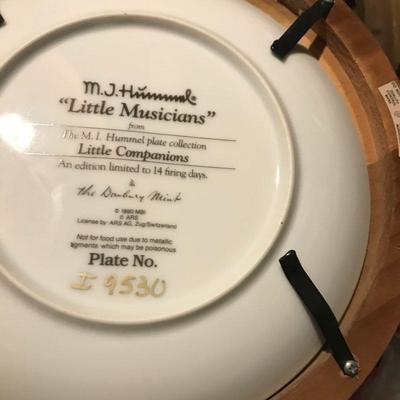 M.J.Hümmel
"Little Musicians"
from
The M. I. Hummel plate collection
Little Companions
An edition limited to 14 firing days.
&
the Danbury Mint
© 1990 MBI
© ARS
License by: ARS AG, Zug/Switzerland
Not for food use due to metallic
pigments which may be poisonous
Plate No.
I 9530